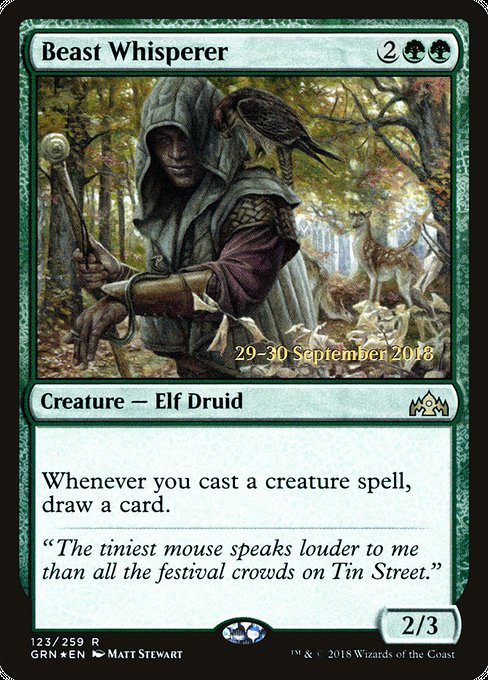 Beast Whisperer 2
29-30 September 2018
Creature — Elf Druid
Whenever you cast a creature spell,
draw a card.
“The tiniest mouse speaks louder to me
than all the festival crowds on Tin Street.”
2/3
123/259 R
GRN★EN Matt Stewart
™ & © 2018 Wizards of the Coast